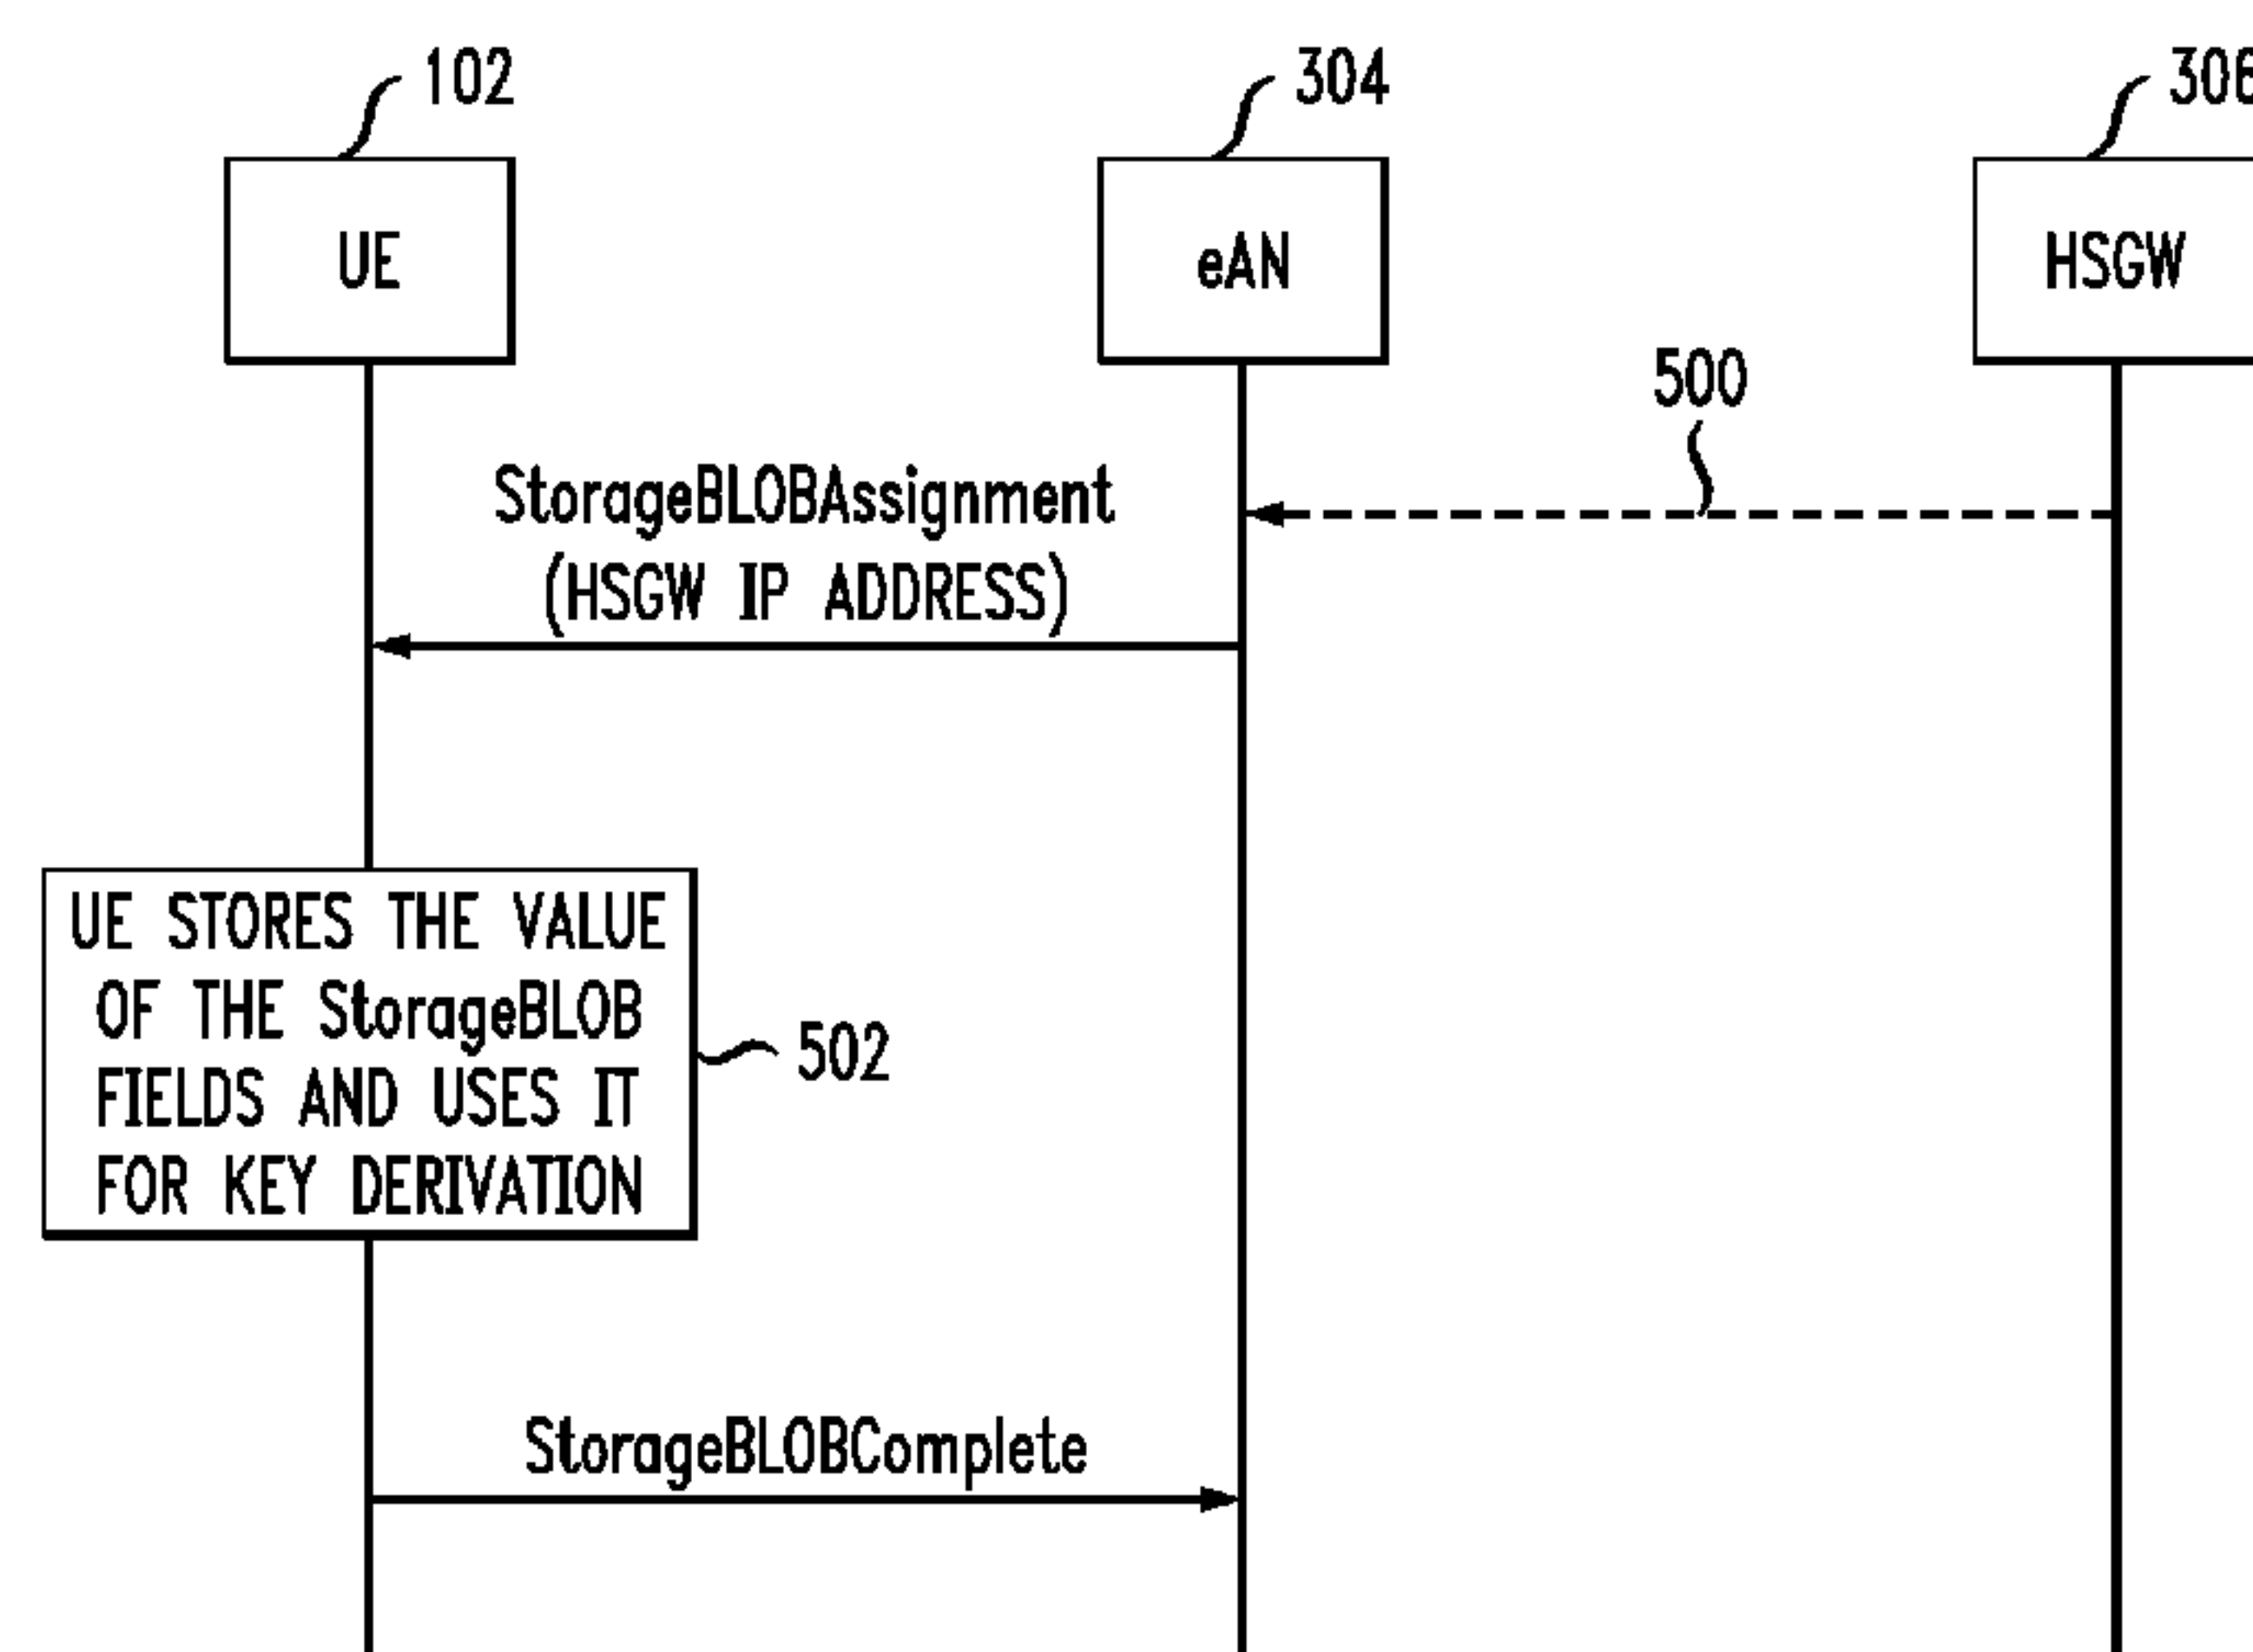 102
304
306
UE
eAN
HSGW
500
StorageBLOBAssignment
(HSGW IP ADDRESS)
UE STORES THE VALUE
OF THE StorageBLOB
FIELDS AND USES IT
FOR KEY DERIVATION
502
StorageBLOBComplete